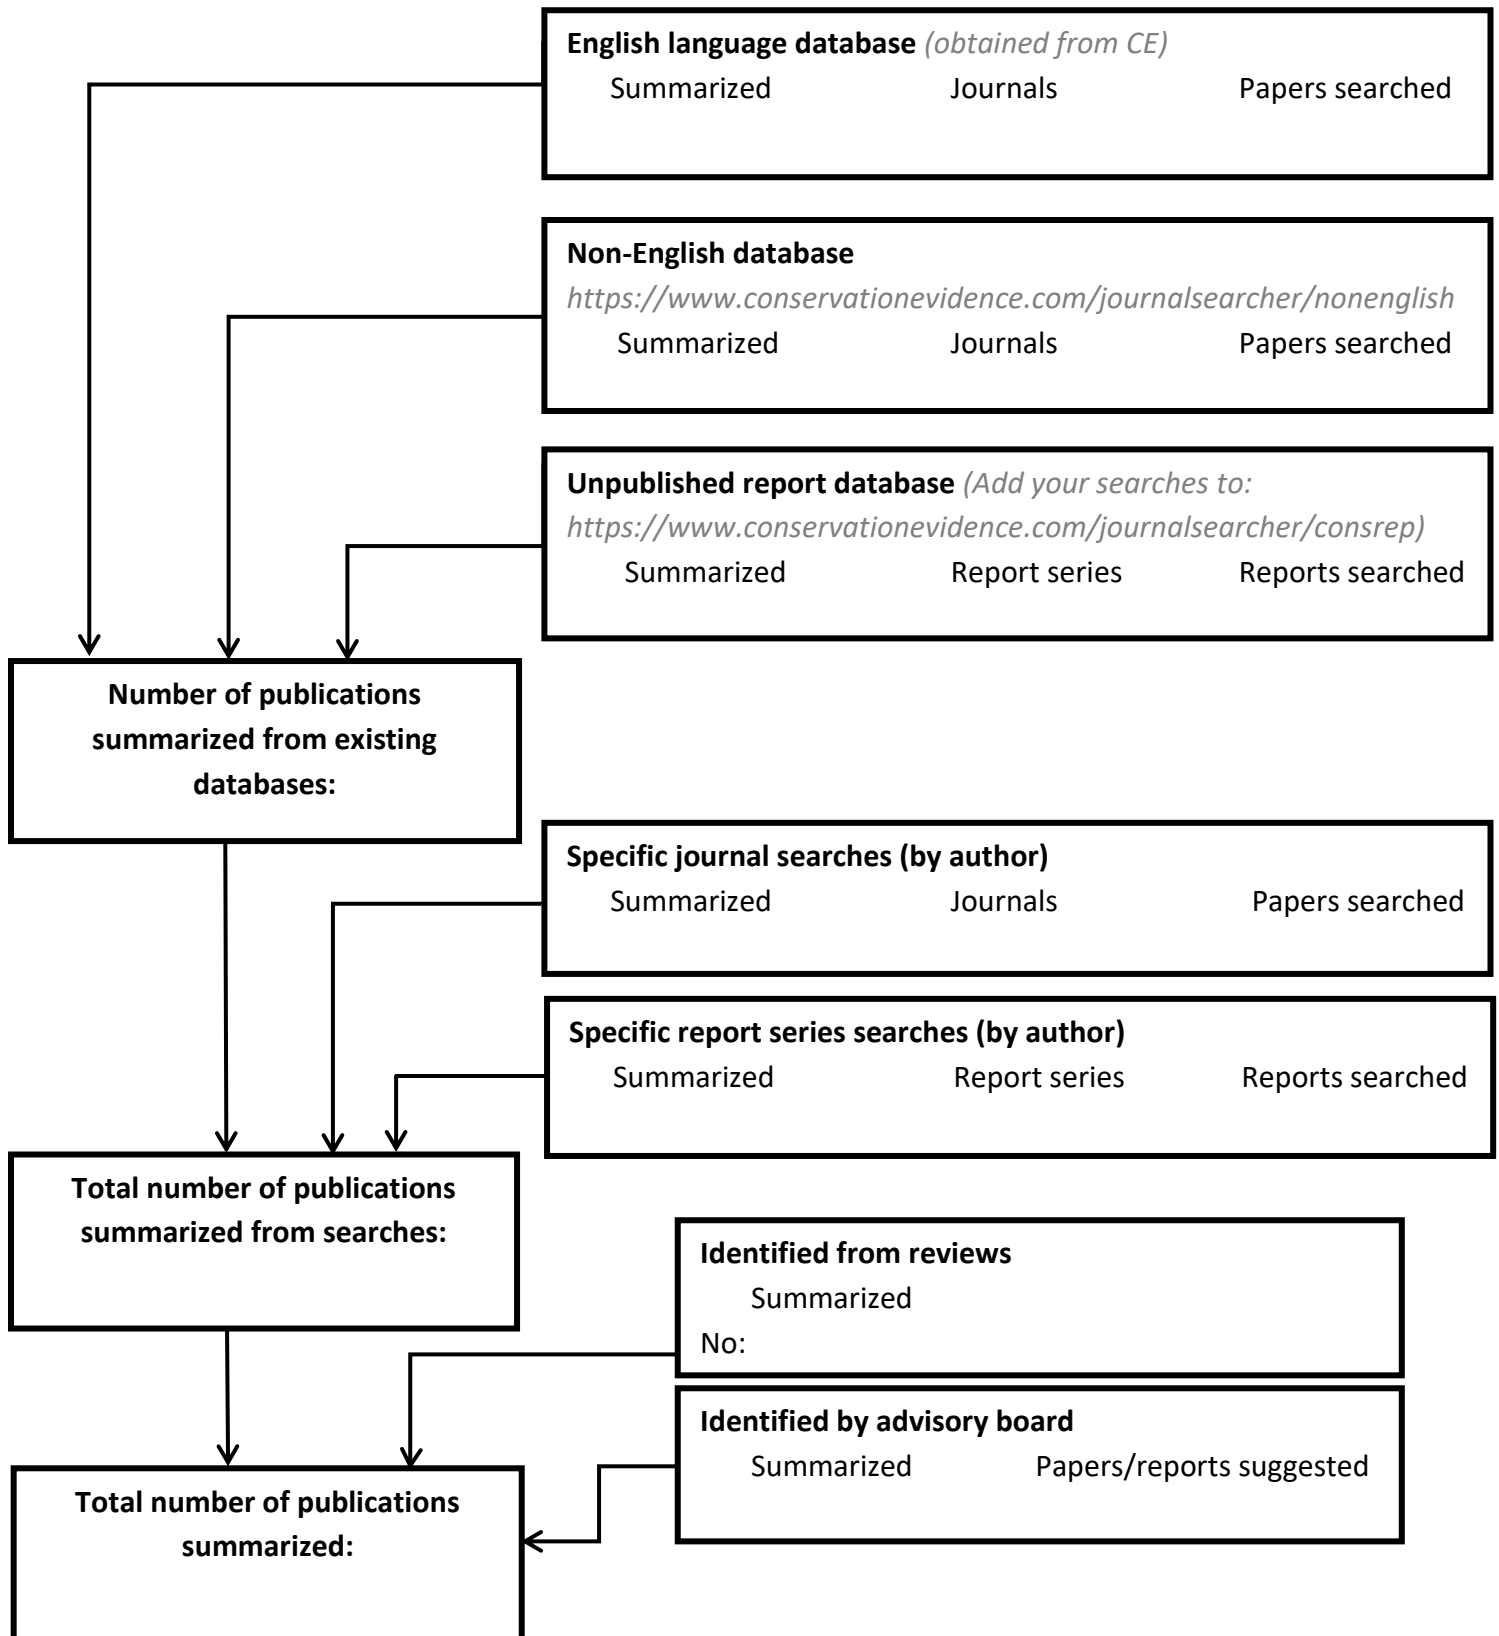 English language database (obtained from CE)
Summarized Journals Papers searched
Non-English database
https://www.conservationevidence.com/journalsearcher/nonenglish
Summarized Journals Papers searched
Unpublished report database (Add your searches to:
https://www.conservationevidence.com/journalsearcher/consrep)
Summarized Report series Reports searched
Number of publications
summarized from existing
databases:
Specific journal searches (by author)
Summarized Journals Papers searched
Specific report series searches (by author)
Summarized Report series Reports searched
Total number of publications
summarized from searches:
Identified from reviews
Summarized
No:
Identified by advisory board
Summarized Papers/reports suggested
Total number of publications
summarized: